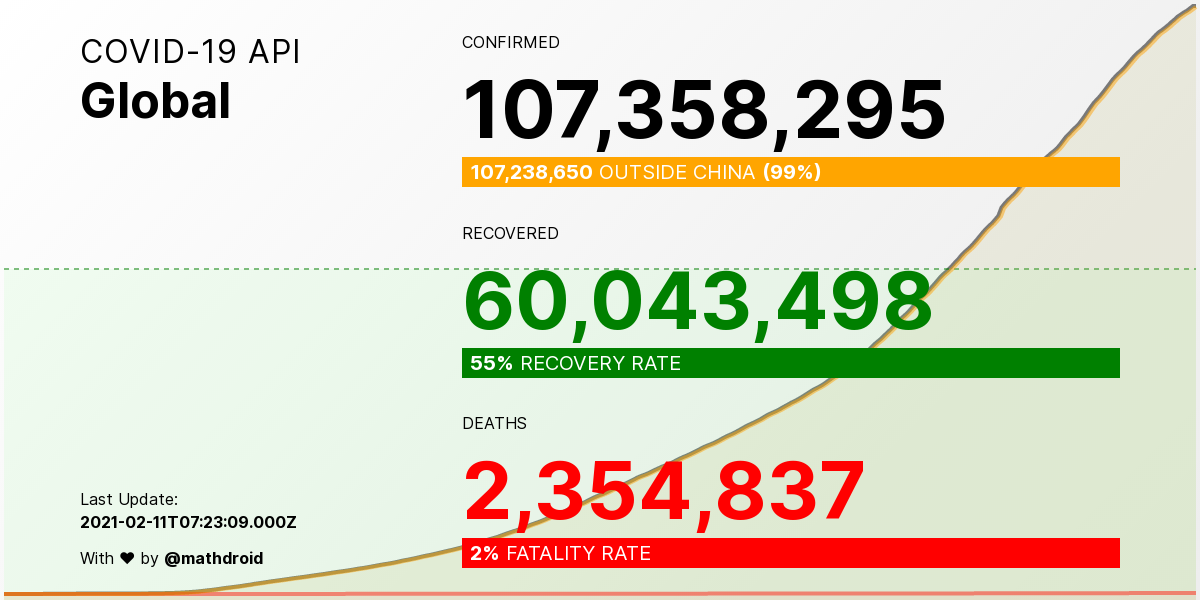 COVID-19 API
Global
CONFIRMED
107,358,295
107,238,650 OUTSIDE CHINA (99%)
RECOVERED
60,043,498
55% RECOVERY RATE
DEATHS
2,354,837
2% FATALITY RATE
Last Update:
2021-02-11T07:23:09.000Z
With ♥ by @mathdroid